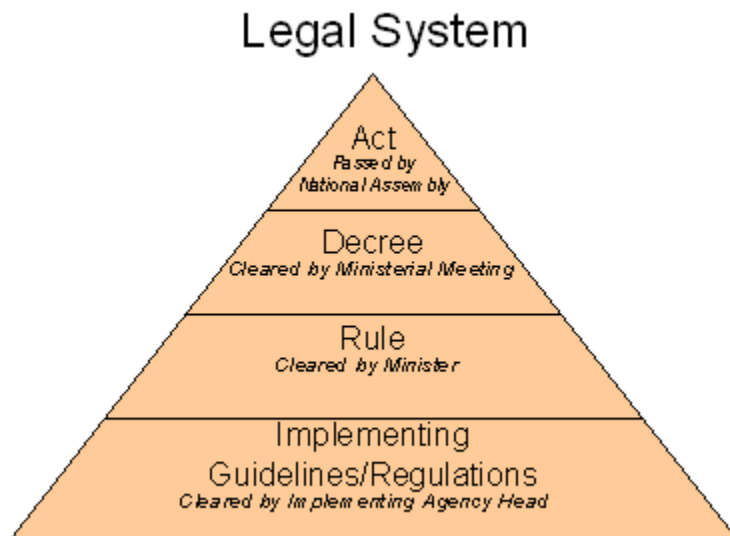 Legal System
Act
Passed by
National Assembly
Decree
Cleared by Ministerial Meeting
Rule
Cleared by Minister
Implementing
Guidelines/Regulations
Cleared by Implementing Agency Head